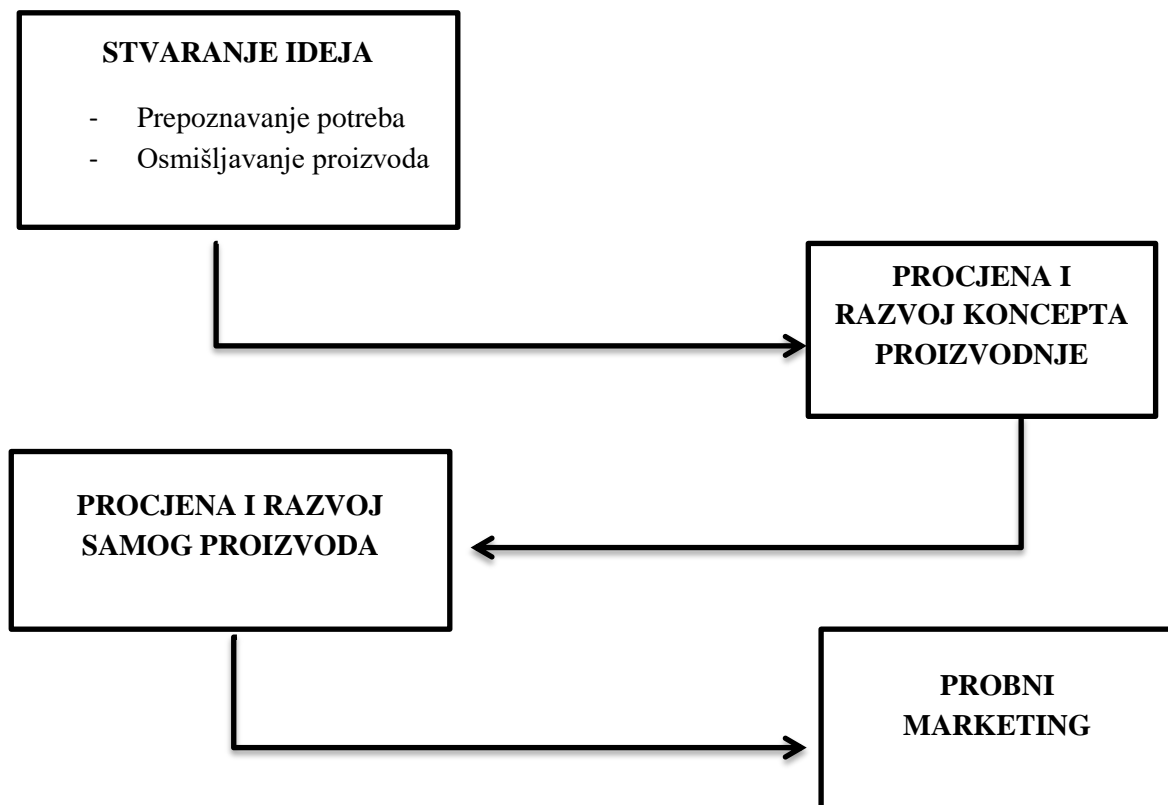 STVARANJE IDEJA
- Prepoznavanje potreba
- Osmišljavanje proizvoda
PROCJENA I
RAZVOJ KONCEPTA
PROIZVODNJE
PROCJENA I RAZVOJ
SAMOG PROIZVODA
PROBNI
MARKETING